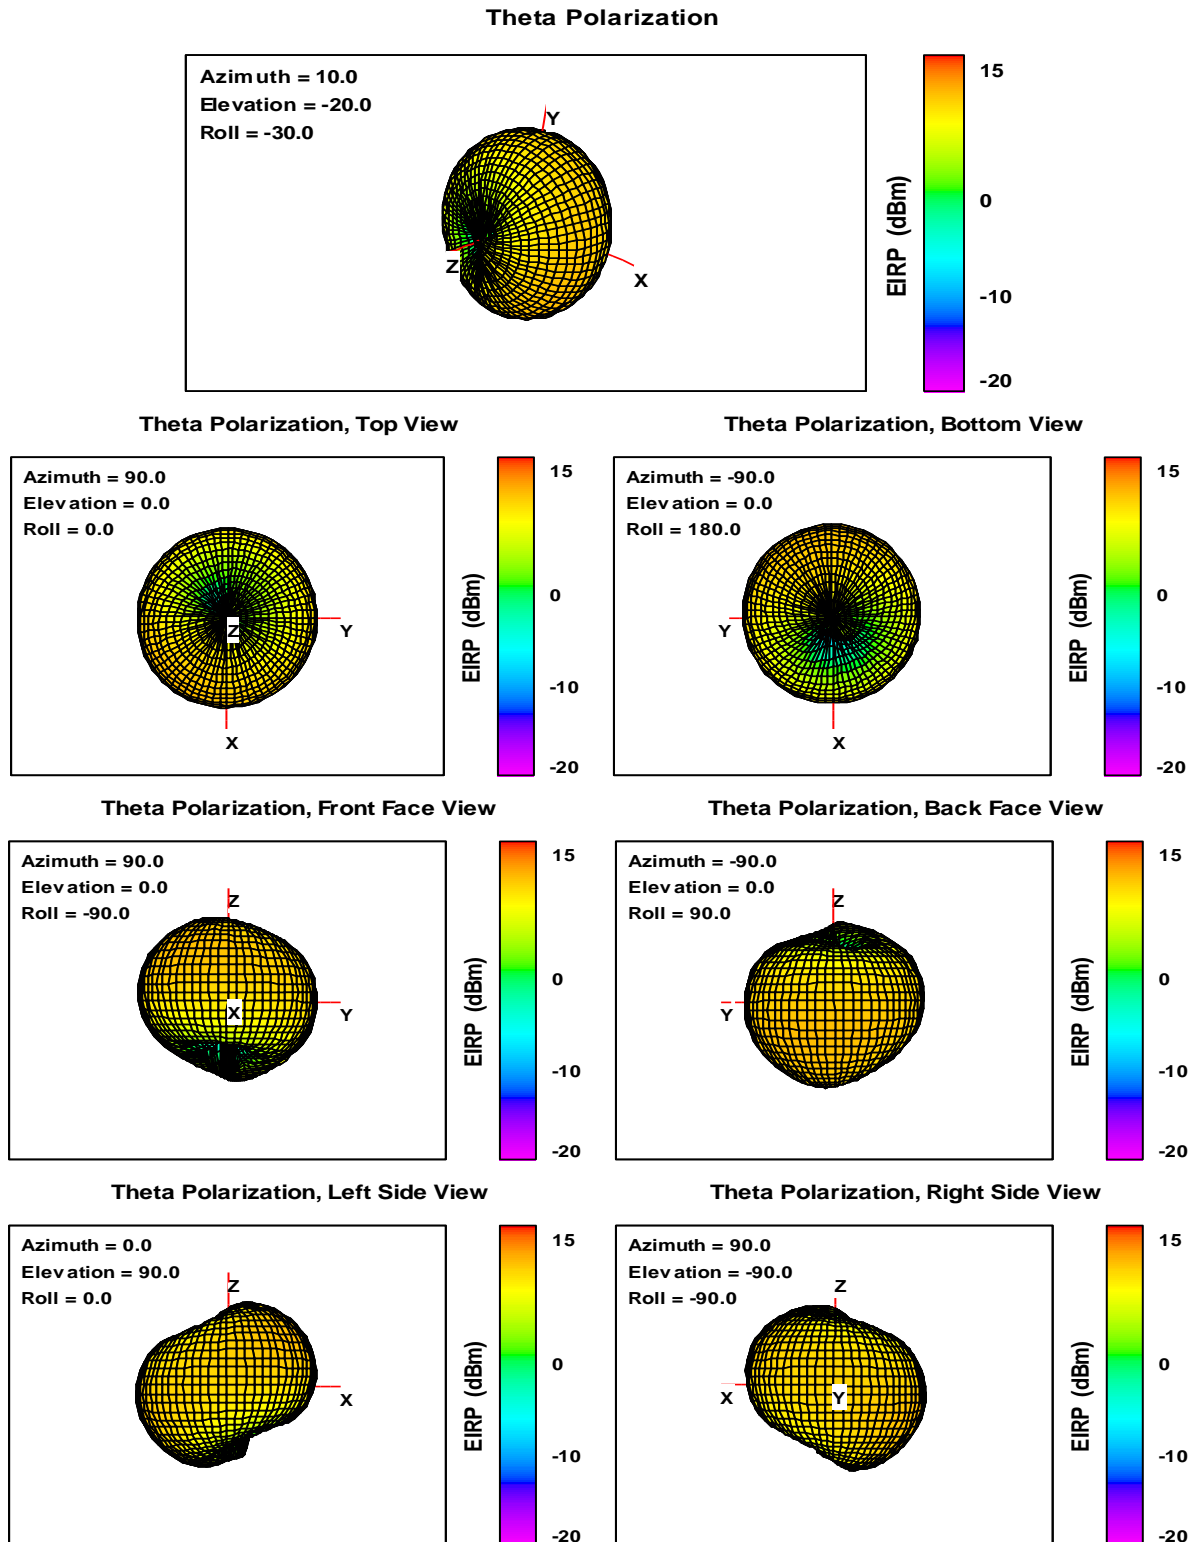 Theta Polarization
Azimuth = 10.0
Elevation = -20.0
Roll = -30.0
Y
Z
X
EIRP (dBm)
15
0
-10
-20
Theta Polarization, Top View
Azimuth = 90.0
Elevation = 0.0
Roll = 0.0
Z
Y
X
EIRP (dBm)
15
0
-10
-20
Theta Polarization, Bottom View
Azimuth = -90.0
Elevation = 0.0
Roll = 180.0
Y
X
EIRP (dBm)
15
0
-10
-20
Theta Polarization, Front Face View
Azimuth = 90.0
Elevation = 0.0
Roll = -90.0
Z
X
Y
EIRP (dBm)
15
0
-10
-20
Theta Polarization, Back Face View
Azimuth = -90.0
Elevation = 0.0
Roll = 90.0
Z
Y
EIRP (dBm)
15
0
-10
-20
Theta Polarization, Left Side View
Azimuth = 0.0
Elevation = 90.0
Roll = 0.0
Z
X
EIRP (dBm)
15
0
-10
-20
Theta Polarization, Right Side View
Azimuth = 90.0
Elevation = -90.0
Roll = -90.0
Z
X
Y
EIRP (dBm)
15
0
-10
-20